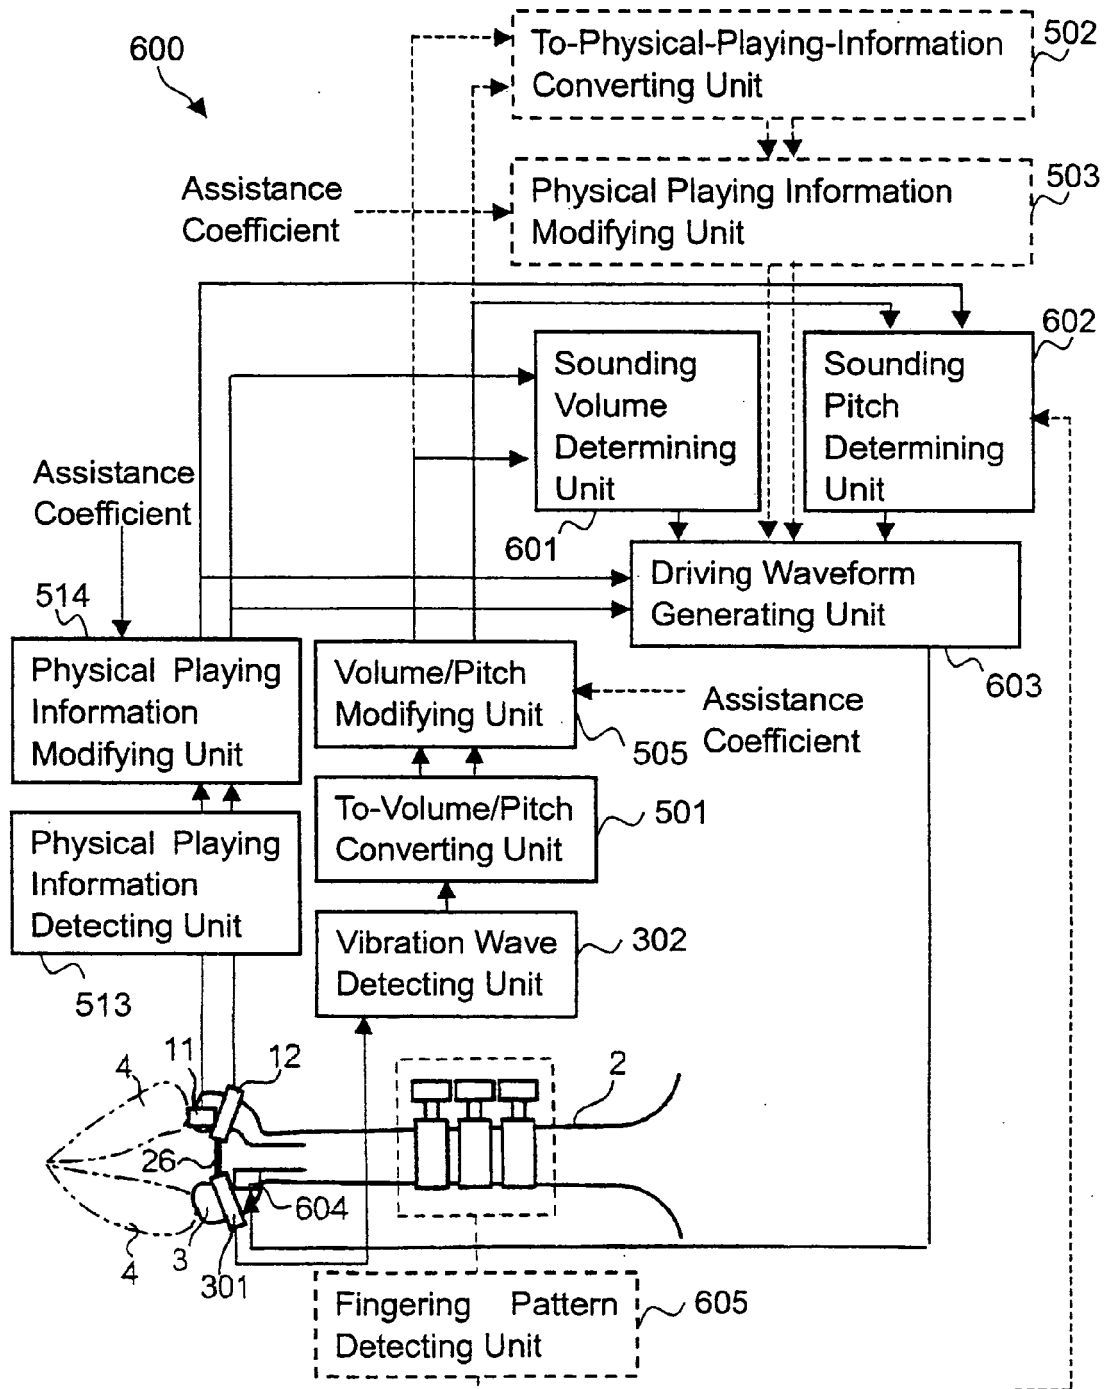 600
To-Physical-Playing-Information
Converting Unit
502
Assistance
Coefficient
Physical Playing Information
Modifying Unit
503
Sounding
Volume
Determining
Unit
601
Sounding
Pitch
Determining
Unit
602
Assistance
Coefficient
Driving Waveform
Generating Unit
603
514
Physical Playing
Information
Modifying Unit
Volume/Pitch
Modifying Unit
505
Assistance
Coefficient
To-Volume/Pitch
Converting Unit
501
Physical Playing
Information
Detecting Unit
513
Vibration Wave
Detecting Unit
302
4
11
12
2
26
604
4
3
301
Fingering Pattern
Detecting Unit
605